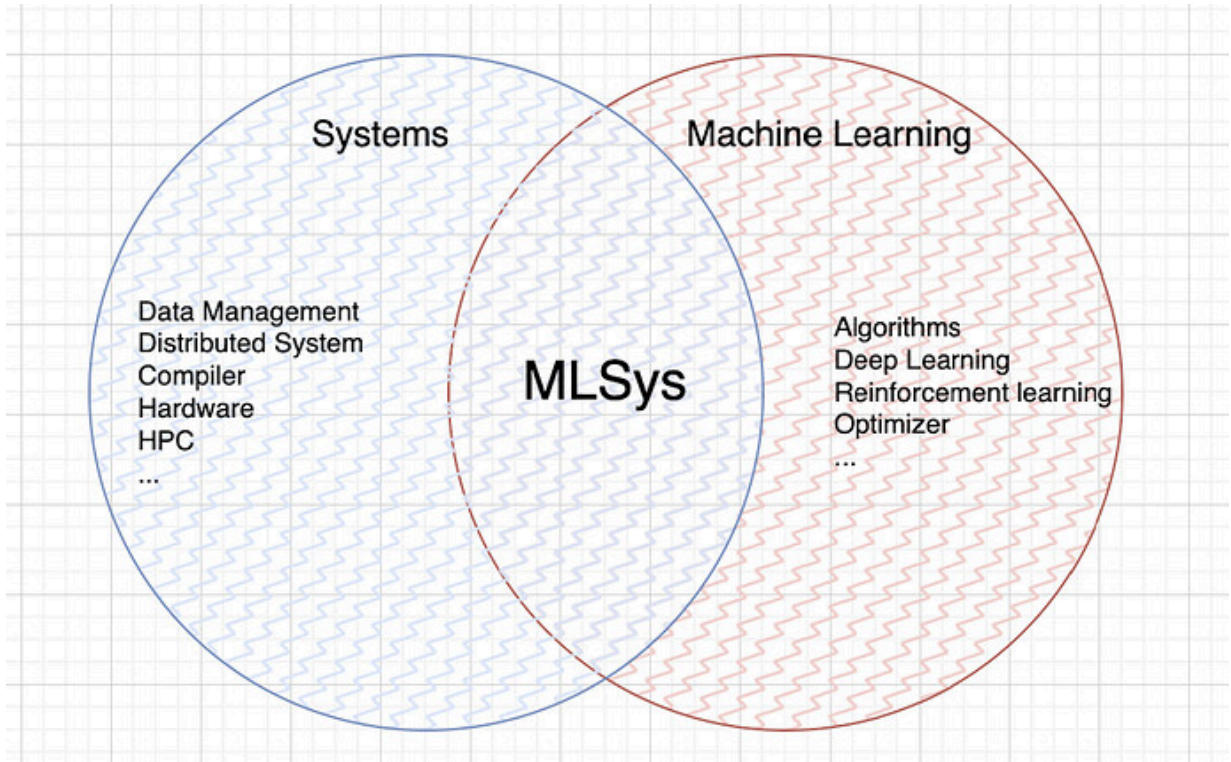 Systems
Machine Learning
Data Management
Distributed System
Compiler
Hardware
HPC
...
MLSys
Algorithms
Deep Learning
Reinforcement learning
Optimizer
...